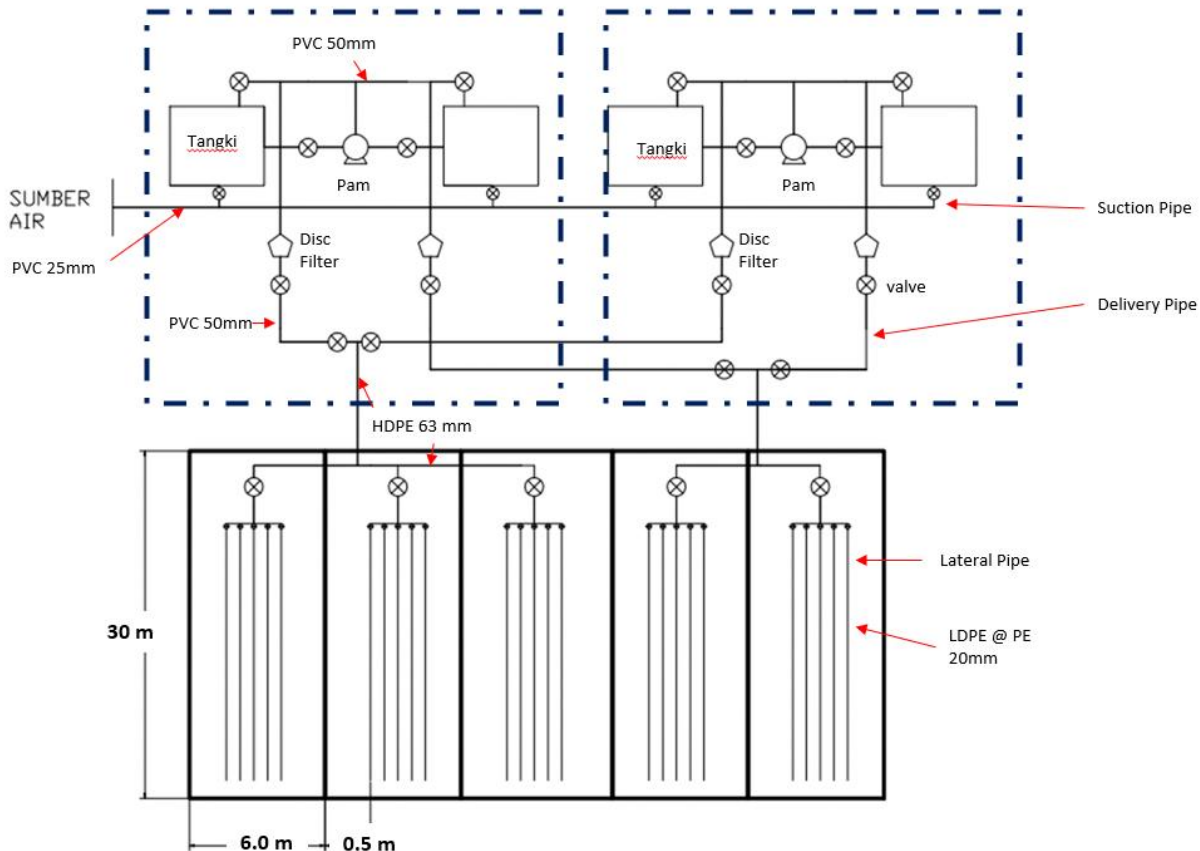 PVC 50mm
Tangki
Pam
Tangki
Pam
SUMBER
AIR
Suction Pipe
PVC 25mm
Disc
Filter
Disc
Filter
valve
Delivery Pipe
PVC 50mm
HDPE 63 mm
Lateral Pipe
30 m
LDPE @ PE
20mm
6.0 m
0.5 m